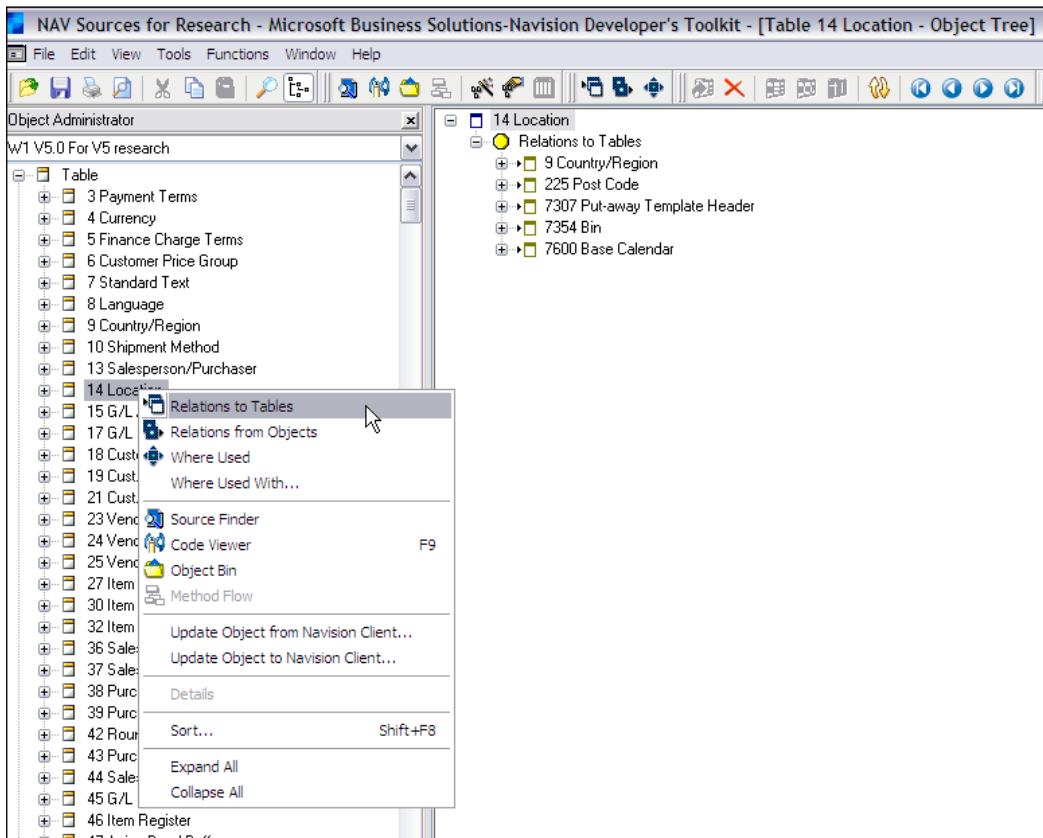 NAV Sources for Research - Microsoft Business Solutions-Navision Developer's Toolkit - [Table 14 Location - Object Tree]
File Edit View Tools Functions Window Help
Object Administrator
W1 V5.0 For V5 research
Table
3 Payment Terms
4 Currency
5 Finance Charge Terms
6 Customer Price Group
7 Standard Text
8 Language
9 Country/Region
10 Shipment Method
13 Salesperson/Purchaser
14 Location
15 G/L
17 G/L
18 Cust
19 Cust.
21 Cust.
23 Vend
24 Vend
25 Vend
27 Item
30 Item
32 Item
36 Sale
37 Sale
38 Purc
39 Purc
42 Rour
43 Purc
44 Sale
45 G/L
46 Item Register
Relations to Tables
Relations from Objects
Where Used
Where Used With...
Source Finder
Code Viewer F9
Object Bin
Method Flow
Update Object from Navision Client...
Update Object to Navision Client...
Details
Sort... Shift+F8
Expand All
Collapse All
14 Location
Relations to Tables
9 Country/Region
225 Post Code
7307 Put-away Template Header
7354 Bin
7600 Base Calendar